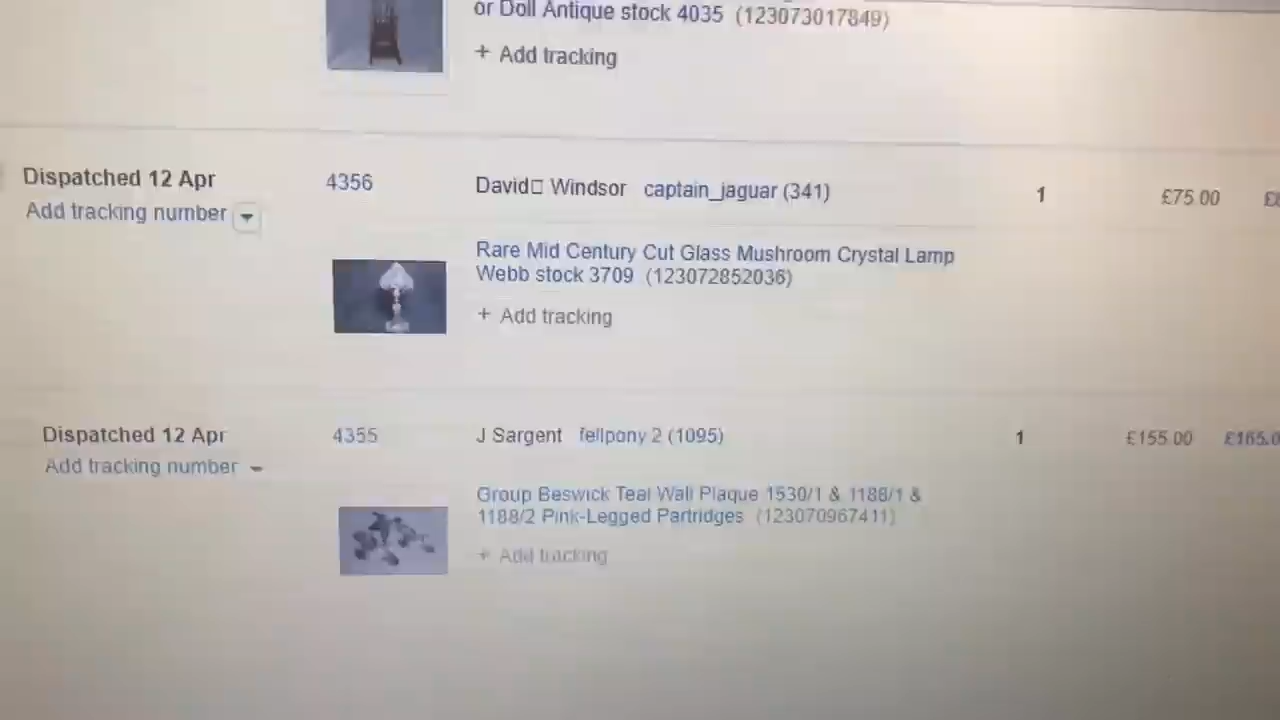 or Doll Antique stock 4035 (123073017849)
+ Add tracking
Dispatched 12 Apr
4356
David□ Windsor captain_jaguar (341)
1
£75.00
Add tracking number
Rare Mid Century Cut Glass Mushroom Crystal Lamp
Webb stock 3709 (123072852036)
+ Add tracking
Dispatched 12 Apr
4355
J Sargent fellpony 2 (1095)
1
£155.00
£165.0
Add tracking number
Group Beswick Teal Wall Plaque 1530/1 & 1188/1 &
1188/2 Pink-Legged Partridges (123070967411)
+ Add tracking